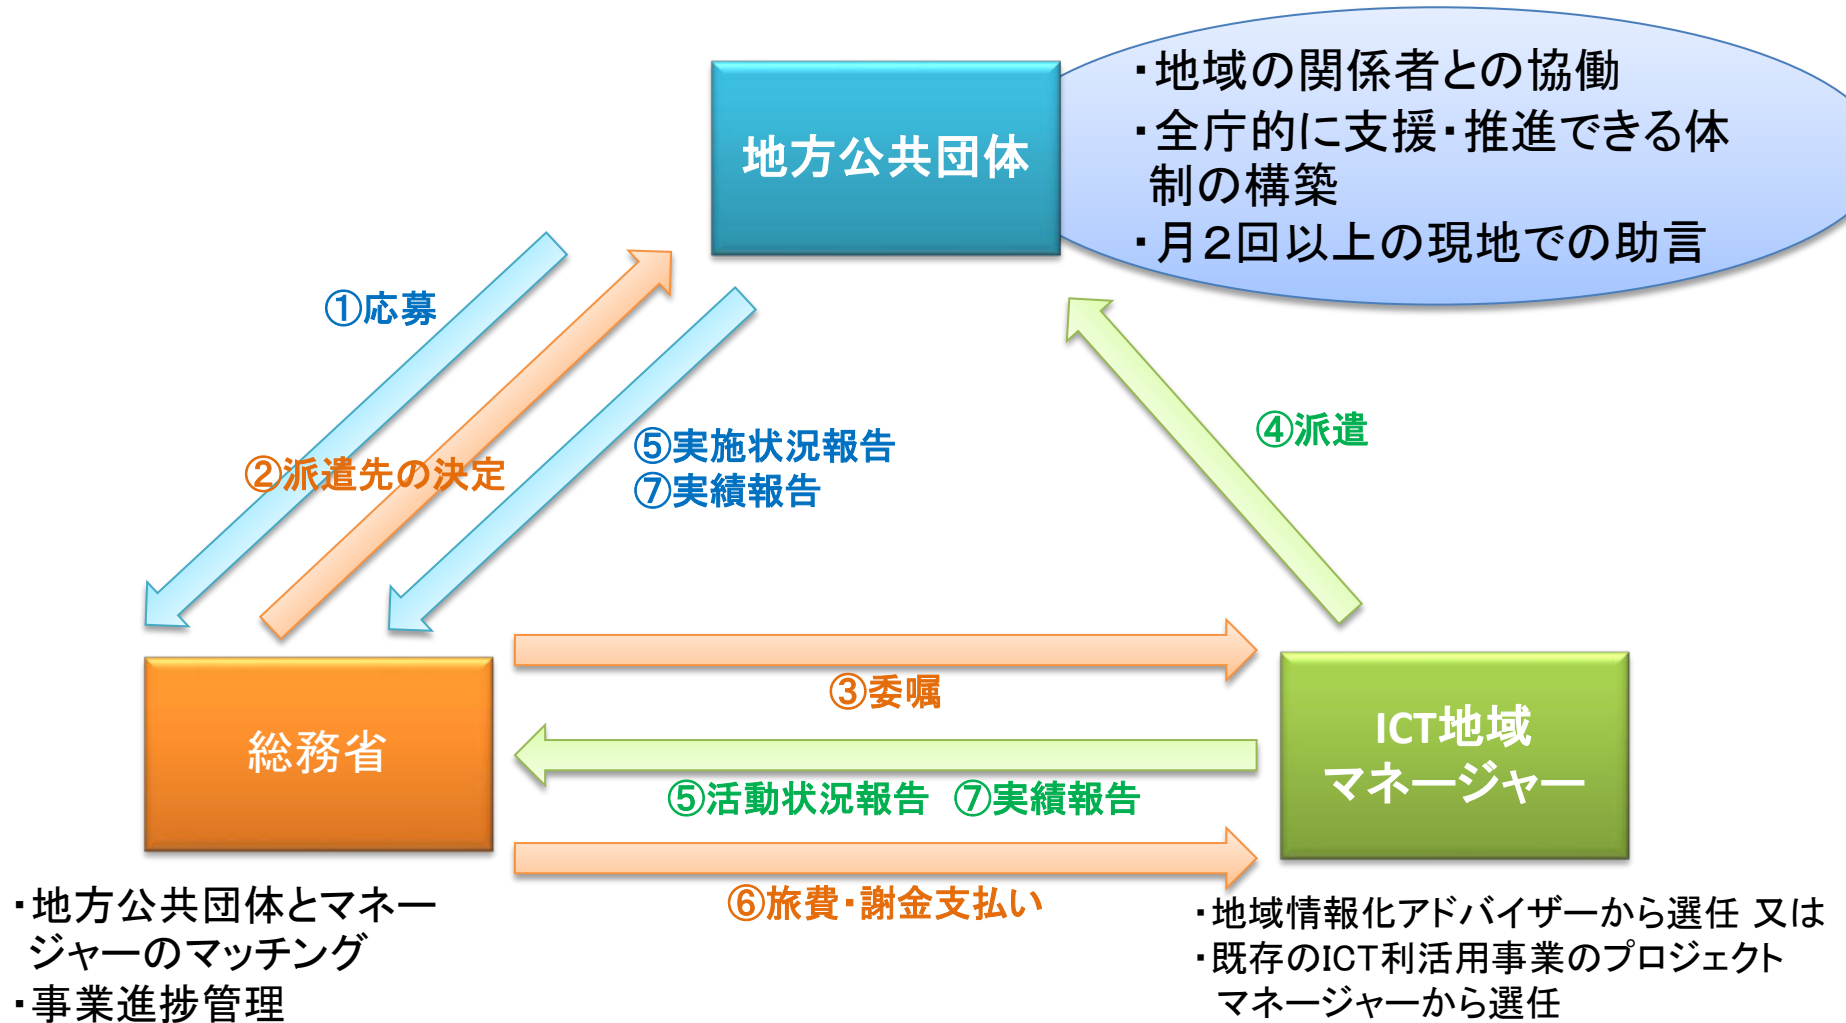 地方公共団体
・地域の関係者との協働
・全庁的に支援・推進できる体
制の構築
・月２回以上の現地での助言
①応募
②派遣先の決定
⑤実施状況報告
⑦実績報告
④派遣
③委嘱
⑤活動状況報告　⑦実績報告
⑥旅費・謝金支払い
総務省
ICT地域
マネージャー
・地方公共団体とマネー
ジャーのマッチング
・事業進捗管理
・地域情報化アドバイザーから選任 又は
・既存のICT利活用事業のプロジェクト
マネージャーから選任